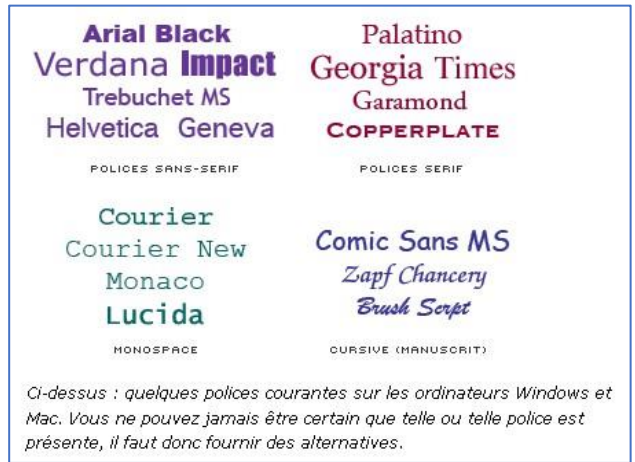 Arial Black
Verdana Impact
Trebuchet MS
Helvetica Geneva
POLICES SANS-SERIF
Palatino
Georgia Times
Garamond
COPPERPLATE
POLICES SERIF
Courier
Courier New
Monaco
Lucida
MONOSPACE
Comic Sans MS
Zapf Chancery
Brush Script
CURSIVE (MANUSCRIT)
Ci-dessus : quelques polices courantes sur les ordinateurs Windows et
Mac. Vous ne pouvez jamais être certain que telle ou telle police est
présente, il faut donc fournir des alternatives.